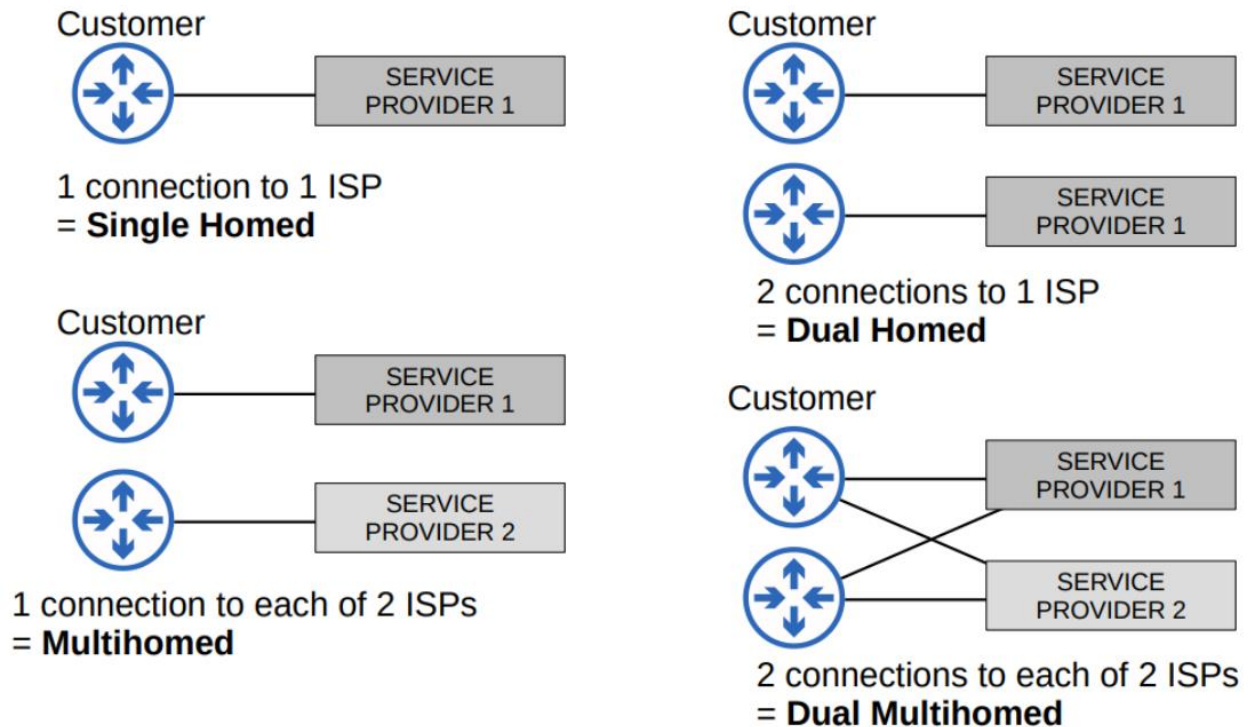 Customer
SERVICE
PROVIDER 1
1 connection to 1 ISP
= Single Homed
Customer
SERVICE
PROVIDER 1
SERVICE
PROVIDER 1
2 connections to 1 ISP
= Dual Homed
Customer
SERVICE
PROVIDER 1
SERVICE
PROVIDER 2
1 connection to each of 2 ISPs
= Multihomed
Customer
SERVICE
PROVIDER 1
SERVICE
PROVIDER 2
2 connections to each of 2 ISPs
= Dual Multihomed